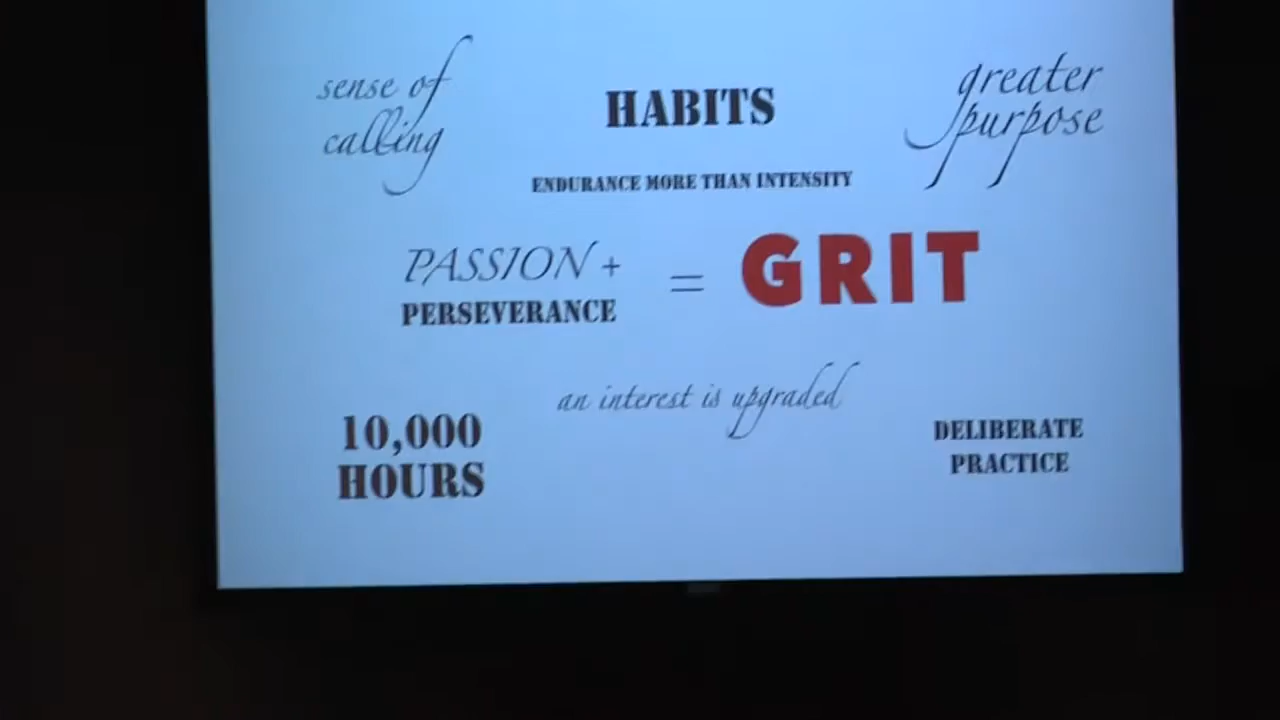 sense of
calling
HABITS
greater
purpose
ENDURANCE MORE THAN INTENSITY
PASSION +
PERSEVERANCE
= GRIT
an interest is upgraded
10,000
HOURS
DELIBERATE
PRACTICE